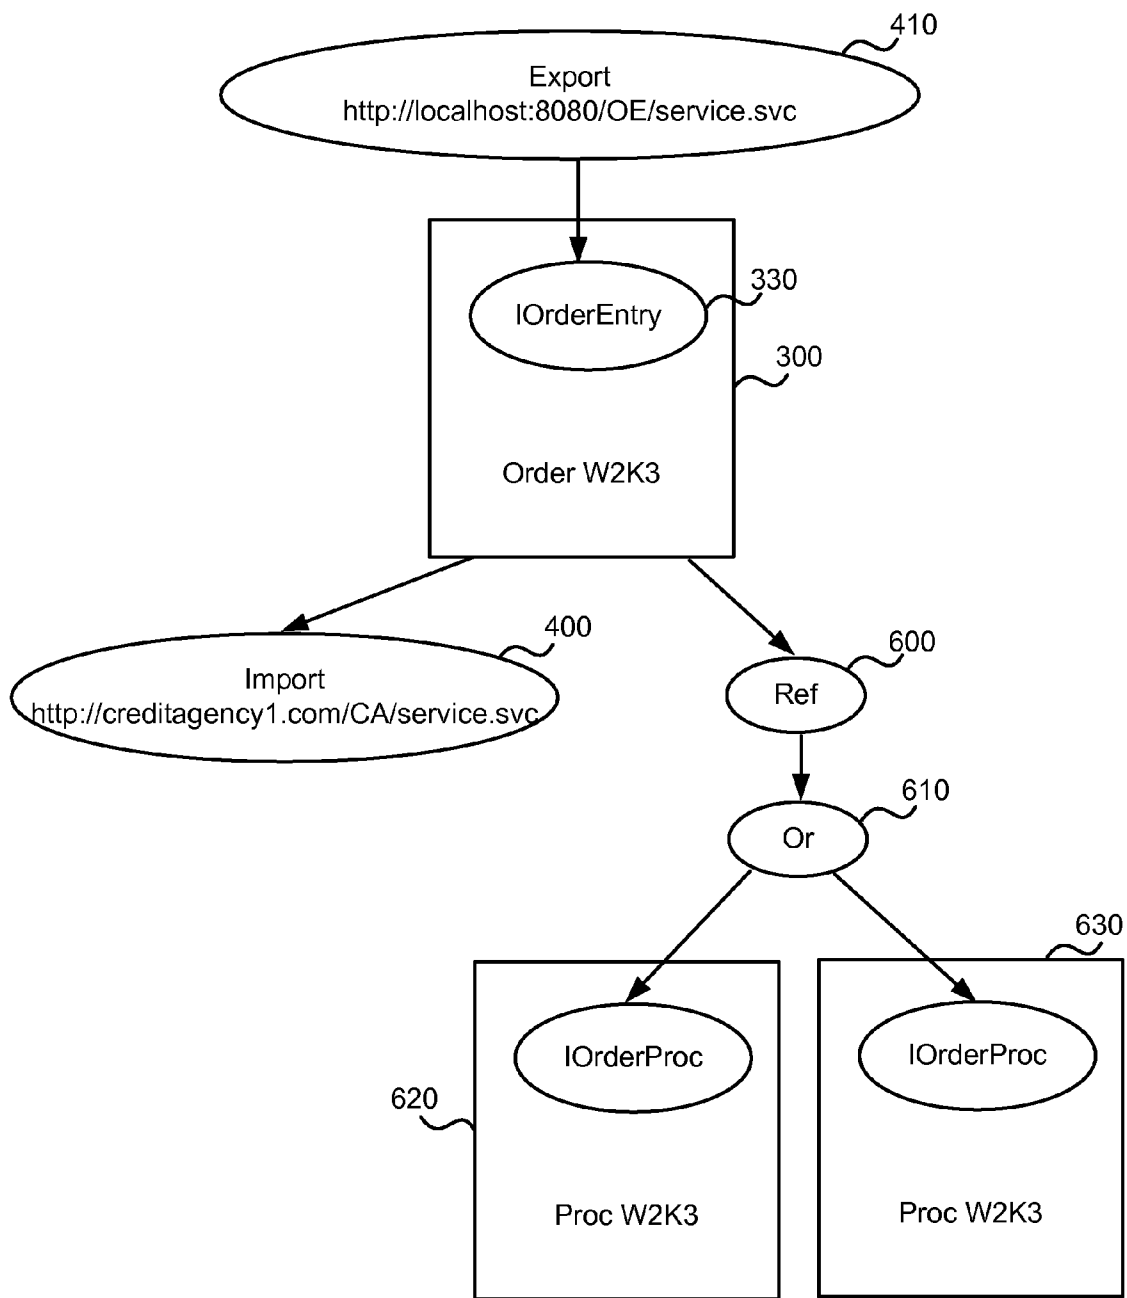 410
Export
http://localhost:8080/OE/service.svc
330
IOrderEntry
300
Order W2K3
400
600
Import
http://creditagency1.com/CA/service.svc
Ref
610
Or
630
IOrderProc
IOrderProc
620
Proc W2K3
Proc W2K3